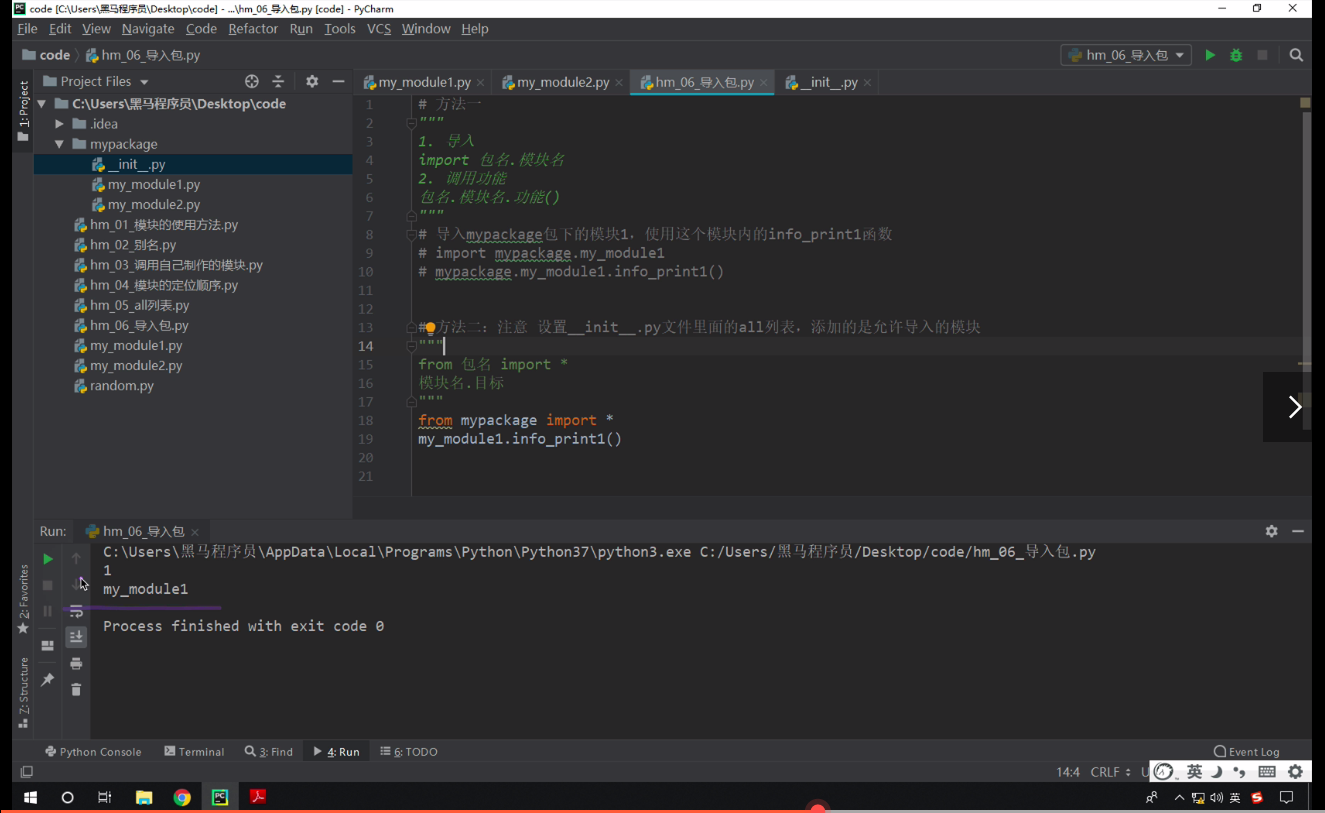 code [C:\Users\黑马程序员\Desktop\code] - ...\hm_06_导入包.py [code] - PyCharm
File Edit View Navigate Code Refactor Run Tools VCS Window Help
code hm_06_导入包.py
hm_06_导入包
1: Project
Project Files
my_module1.py
my_module2.py
hm_06_导入包.py
__init__.py
C:\Users\黑马程序员\Desktop\code
.idea
mypackage
__init__.py
my_module1.py
my_module2.py
hm_01_模块的使用方法.py
hm_02_别名.py
hm_03_调用自己制作的模块.py
hm_04_模块的定位顺序.py
hm_05_all列表.py
hm_06_导入包.py
my_module1.py
my_module2.py
random.py
1 # 方法一
2 """
3 1. 导入
4 import 包名.模块名
5 2. 调用功能
6 包名.模块名.功能()
7 """
8 # 导入mypackage包下的模块1，使用这个模块内的info_print1函数
9 # import mypackage.my_module1
10 # mypackage.my_module1.info_print1()
11
12
13 # 方法二：注意 设置__init__.py文件里面的all列表，添加的是允许导入的模块
14 """
15 from 包名 import *
16 模块名.目标
17 """
18 from mypackage import *
19 my_module1.info_print1()
20
21
Run: hm_06_导入包
C:\Users\黑马程序员\AppData\Local\Programs\Python\Python37\python3.exe C:/Users/黑马程序员/Desktop/code/hm_06_导入包.py
1
my_module1
Process finished with exit code 0
2: Favorites
Z: Structure
Python Console Terminal 3: Find 4: Run 6: TODO Event Log
14:4 CRLF U 英
英